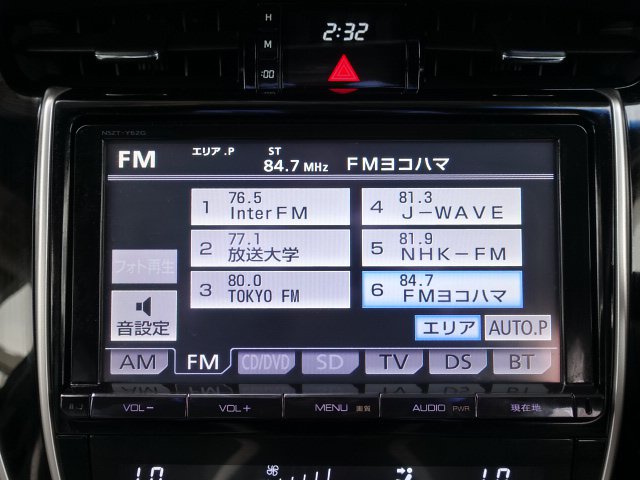 H
2:32
M
:00
NSZT-Y62G
FM エリア.P ST 84.7 MHz FMヨコハマ
1 76.5 InterFM
4 81.3 J-WAVE
2 77.1 放送大学
5 81.9 NHK-FM
3 80.0 TOKYO FM
6 84.7 FMヨコハマ
フォト再生
音設定
エリア AUTO.P
AM FM CD/DVD SD TV DS BT
VOL− VOL+ MENU 画質 AUDIO PWR 現在地